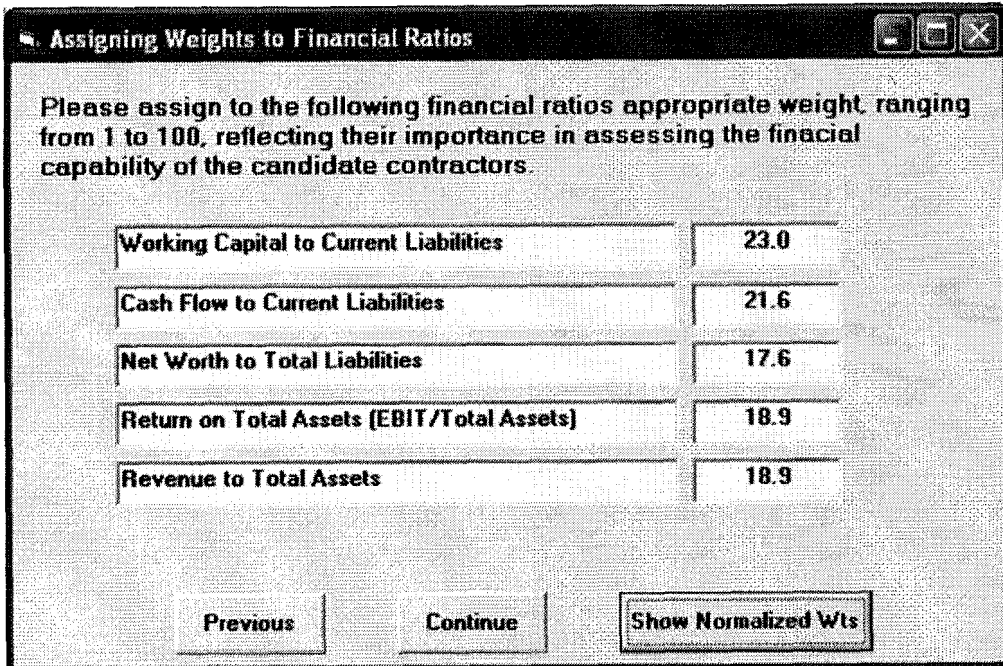 Assigning Weights to Financial Ratios
Please assign to the following financial ratios appropriate weight, ranging
from 1 to 100, reflecting their importance in assessing the finacial
capability of the candidate contractors.
Working Capital to Current Liabilities 23.0
Cash Flow to Current Liabilities 21.6
Net Worth to Total Liabilities 17.6
Return on Total Assets (EBIT/Total Assets) 18.9
Revenue to Total Assets 18.9
Previous Continue Show Normalized Wts